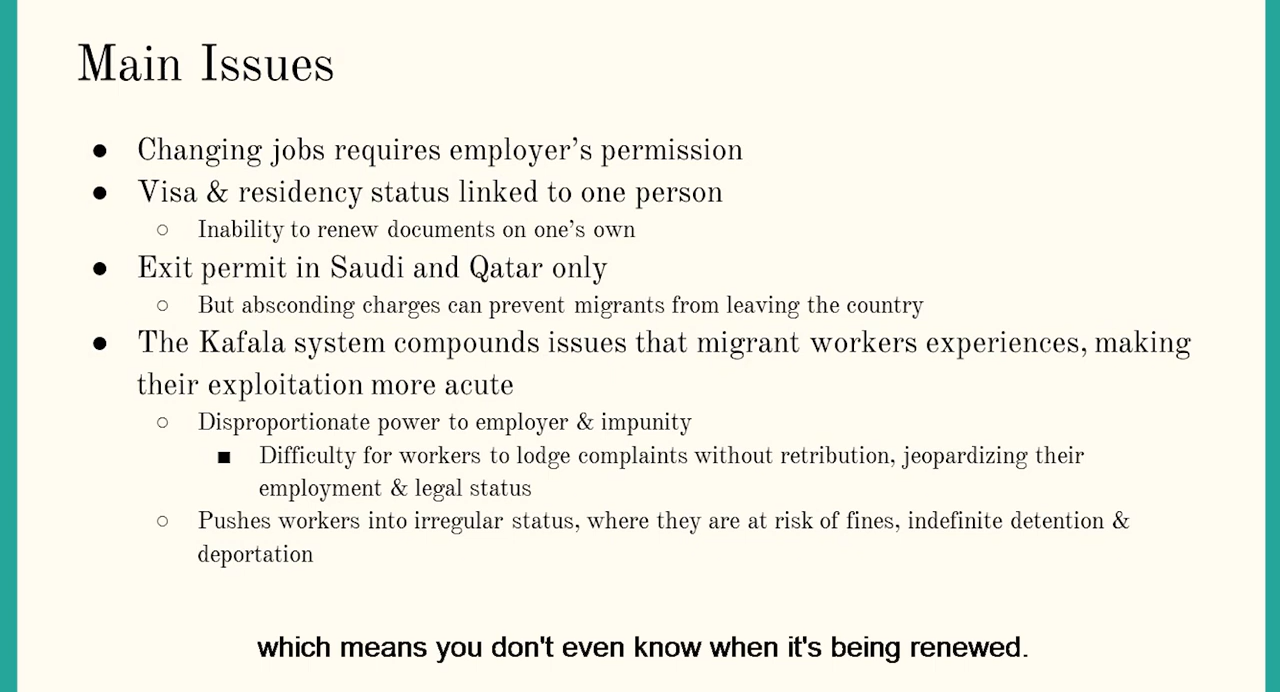 Main Issues
● Changing jobs requires employer’s permission
● Visa & residency status linked to one person
○ Inability to renew documents on one’s own
● Exit permit in Saudi and Qatar only
○ But absconding charges can prevent migrants from leaving the country
● The Kafala system compounds issues that migrant workers experiences, making
their exploitation more acute
○ Disproportionate power to employer & impunity
■ Difficulty for workers to lodge complaints without retribution, jeopardizing their
employment & legal status
○ Pushes workers into irregular status, where they are at risk of fines, indefinite detention &
deportation
which means you don't even know when it's being renewed.